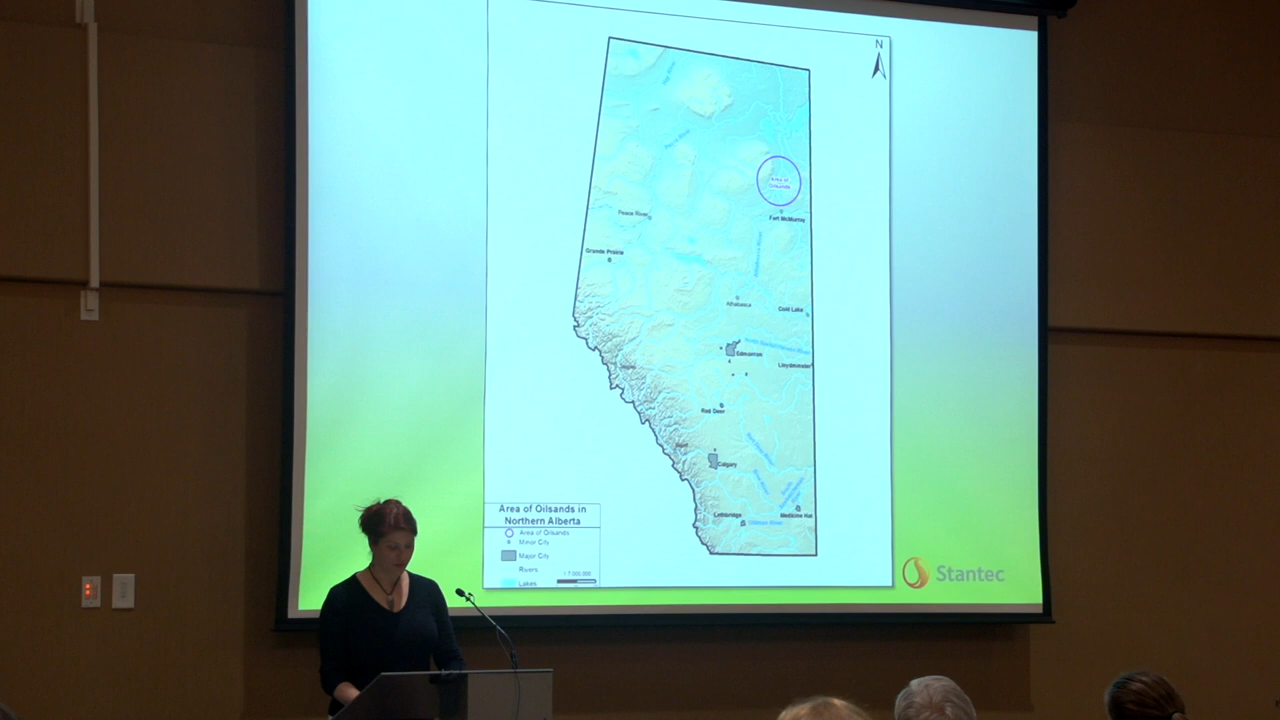 N
Area of
Oilsands
Fort McMurray
Peace River
Grande Prairie
Athabasca
Cold Lake
Edmonton
Lloydminster
Red Deer
Calgary
Lethbridge
Medicine Hat
Area of Oilsands in
Northern Alberta
Area of Oilsands
Minor City
Major City
Rivers
Lakes
Stantec